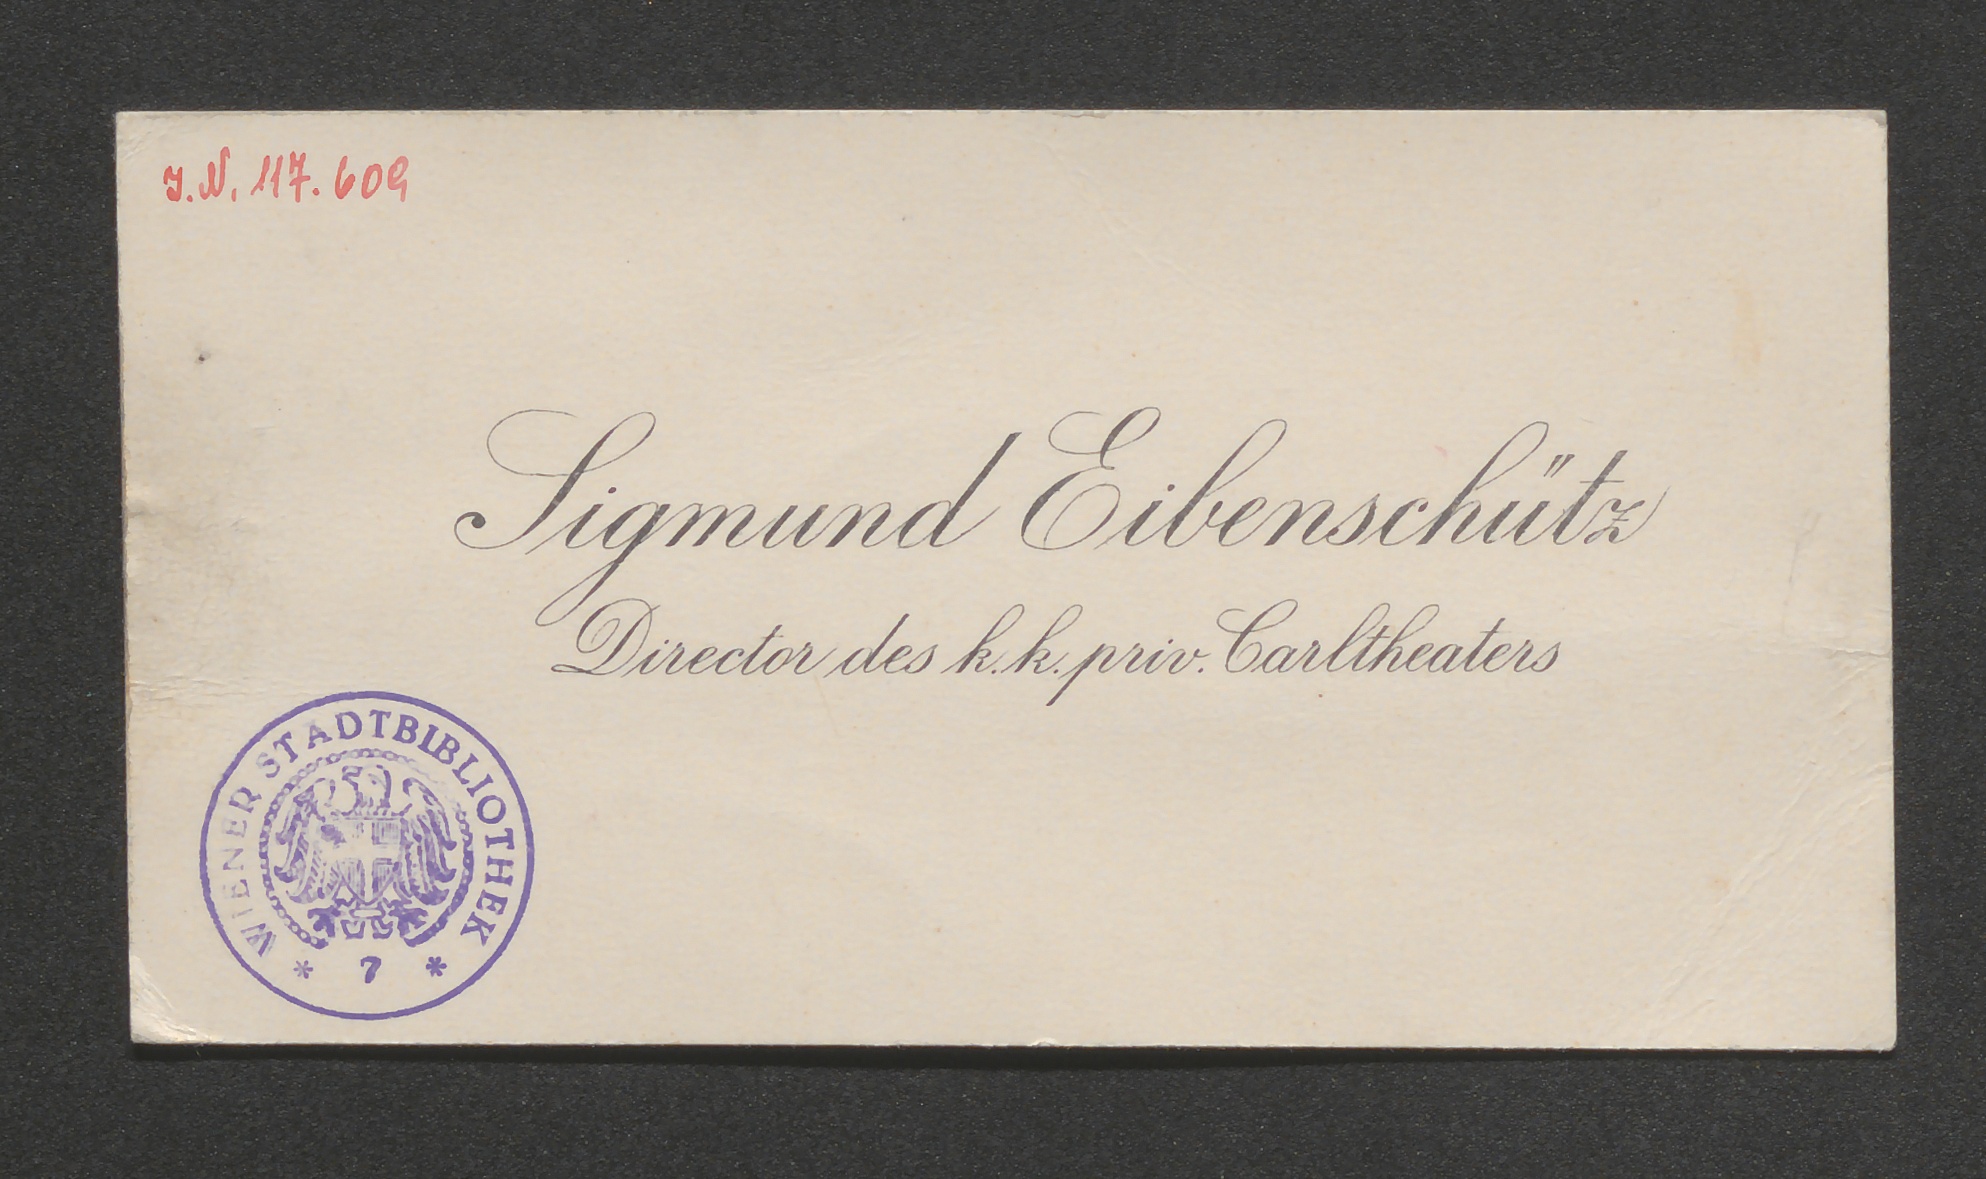 J.N. 117.609
Sigmund Eibenschütz
Director des k.k. priv. Carltheaters
WIENER STADTBIBLIOTHEK
* 7 *